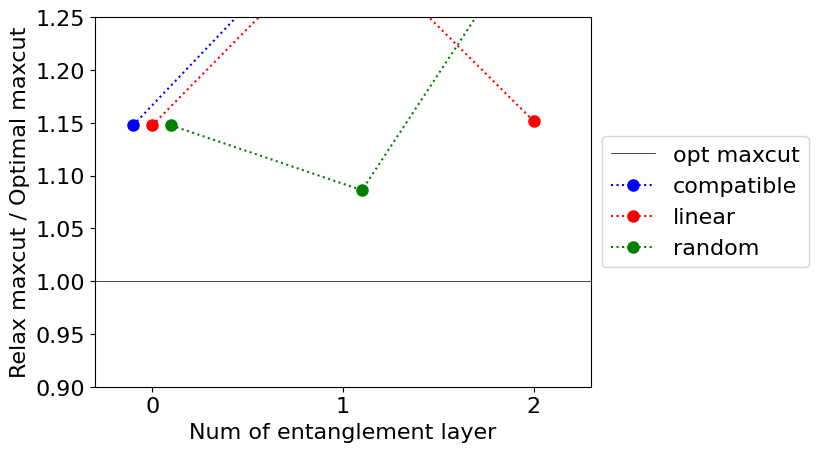 Relax maxcut / Optimal maxcut
1.25
1.20
1.15
1.10
1.05
1.00
0.95
0.90
0 1 2
Num of entanglement layer
opt maxcut
compatible
linear
random